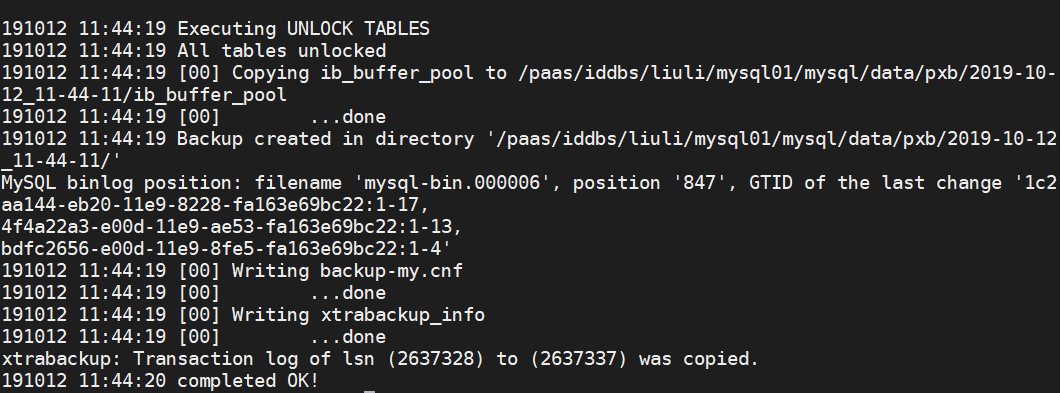 191012 11:44:19 Executing UNLOCK TABLES
191012 11:44:19 All tables unlocked
191012 11:44:19 [00] Copying ib_buffer_pool to /paas/iddbs/liuli/mysql01/mysql/data/pxb/2019-10-
12_11-44-11/ib_buffer_pool
191012 11:44:19 [00]        ...done
191012 11:44:19 Backup created in directory '/paas/iddbs/liuli/mysql01/mysql/data/pxb/2019-10-12
_11-44-11/'
MySQL binlog position: filename 'mysql-bin.000006', position '847', GTID of the last change '1c2
aa144-eb20-11e9-8228-fa163e69bc22:1-17,
4f4a22a3-e00d-11e9-ae53-fa163e69bc22:1-13,
bdfc2656-e00d-11e9-8fe5-fa163e69bc22:1-4'
191012 11:44:19 [00] Writing backup-my.cnf
191012 11:44:19 [00]        ...done
191012 11:44:19 [00] Writing xtrabackup_info
191012 11:44:19 [00]        ...done
xtrabackup: Transaction log of lsn (2637328) to (2637337) was copied.
191012 11:44:20 completed OK!